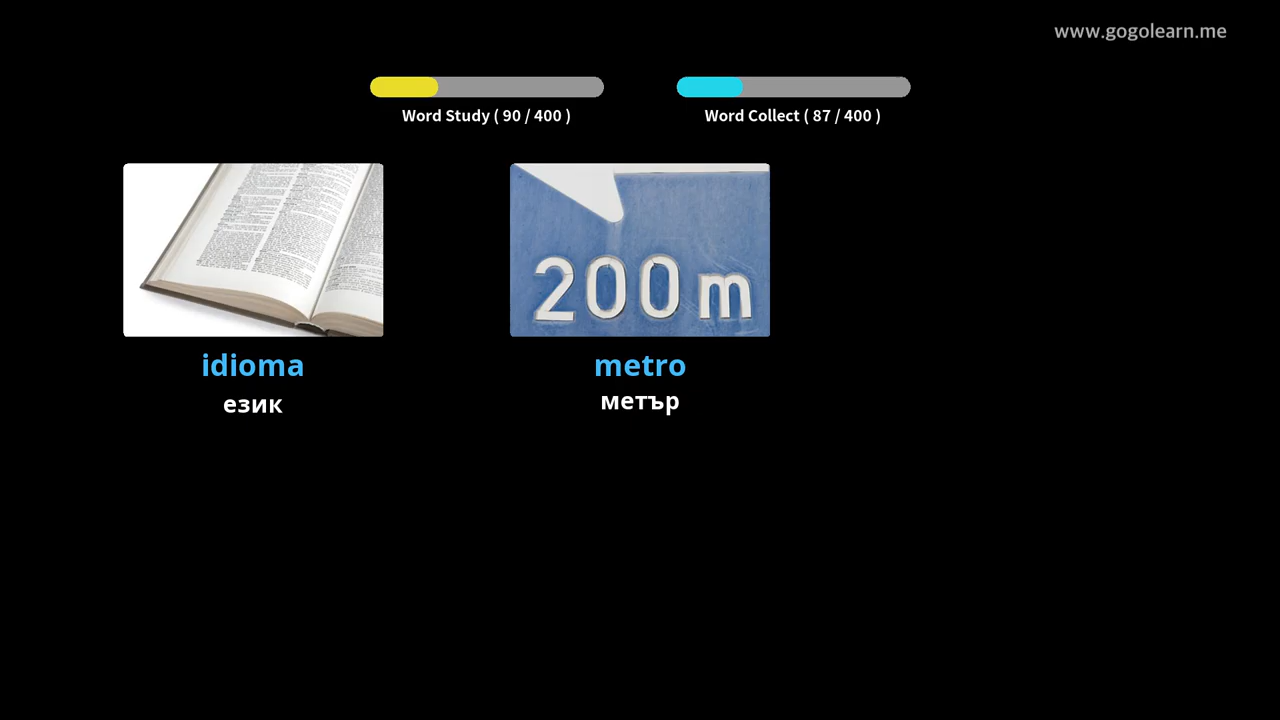 www.gogolearn.me
Word Study ( 90 / 400 )
Word Collect ( 87 / 400 )
200 m
idioma
metro
език
метър